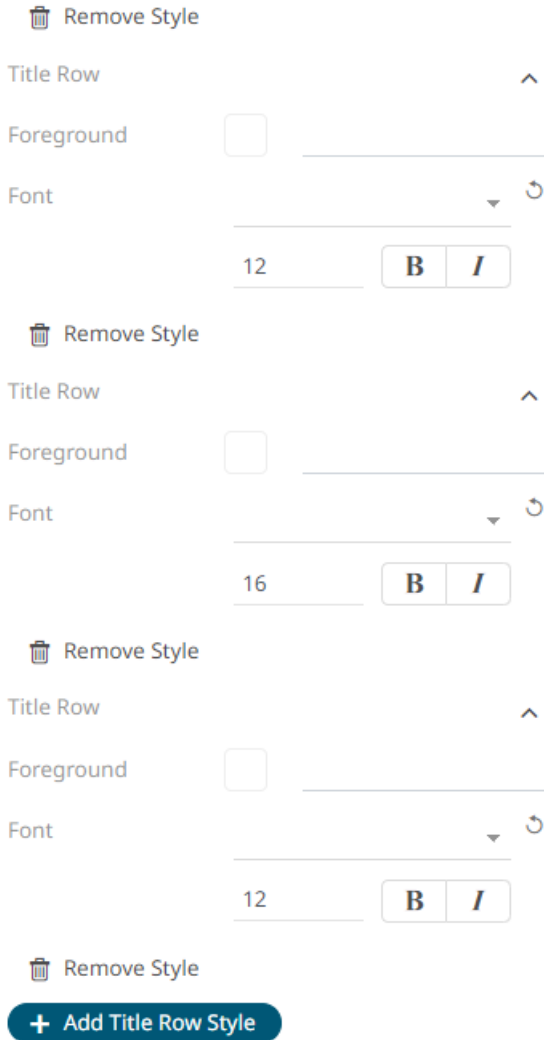 Remove Style
Title Row
Foreground
Font
12 B I
Remove Style
Title Row
Foreground
Font
16 B I
Remove Style
Title Row
Foreground
Font
12 B I
Remove Style
+ Add Title Row Style